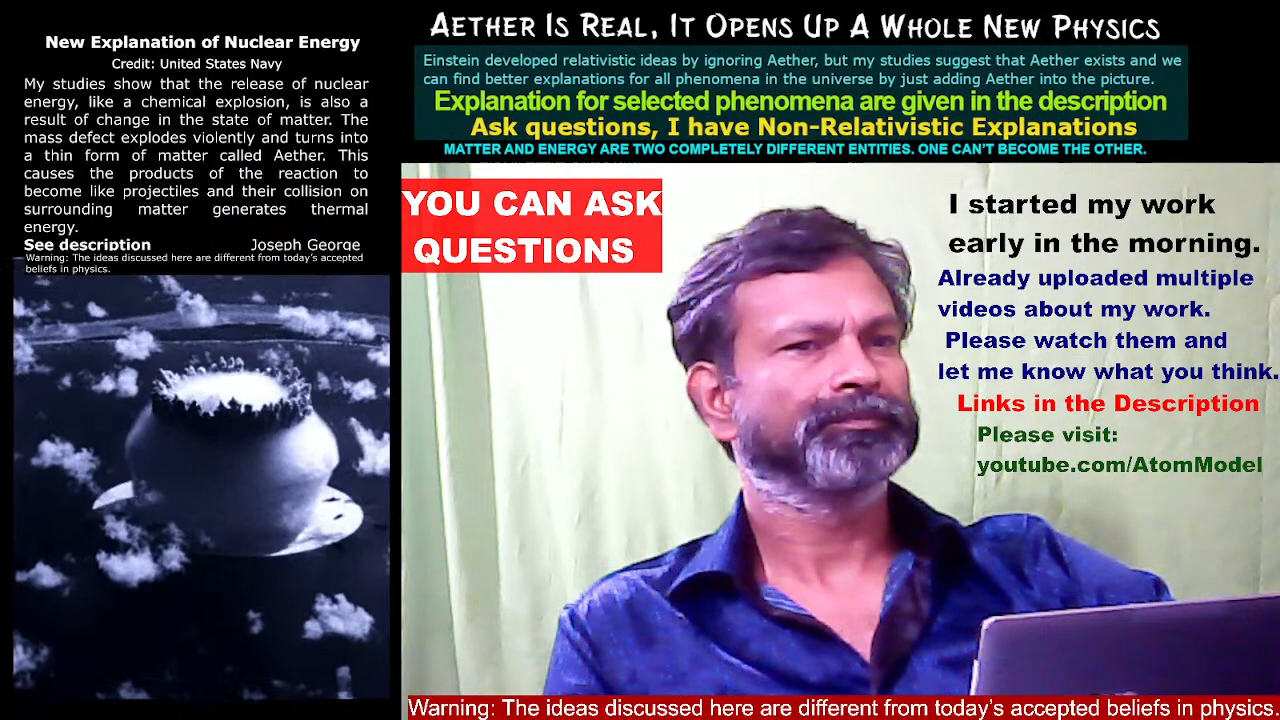 New Explanation of Nuclear Energy
Credit: United States Navy
My studies show that the release of nuclear
energy, like a chemical explosion, is also a
result of change in the state of matter. The
mass defect explodes violently and turns into
a thin form of matter called Aether. This
causes the products of the reaction to
become like projectiles and their collision on
surrounding matter generates thermal
energy.
See description Joseph George
Warning: The ideas discussed here are different from today's accepted
beliefs in physics.
AETHER IS REAL, IT OPENS UP A WHOLE NEW PHYSICS
Einstein developed relativistic ideas by ignoring Aether, but my studies suggest that Aether exists and we
can find better explanations for all phenomena in the universe by just adding Aether into the picture.
Explanation for selected phenomena are given in the description
Ask questions, I have Non-Relativistic Explanations
MATTER AND ENERGY ARE TWO COMPLETELY DIFFERENT ENTITIES. ONE CAN'T BECOME THE OTHER.
YOU CAN ASK
QUESTIONS
I started my work
early in the morning.
Already uploaded multiple
videos about my work.
Please watch them and
let me know what you think.
Links in the Description
Please visit:
youtube.com/AtomModel
Warning: The ideas discussed here are different from today's accepted beliefs in physics.